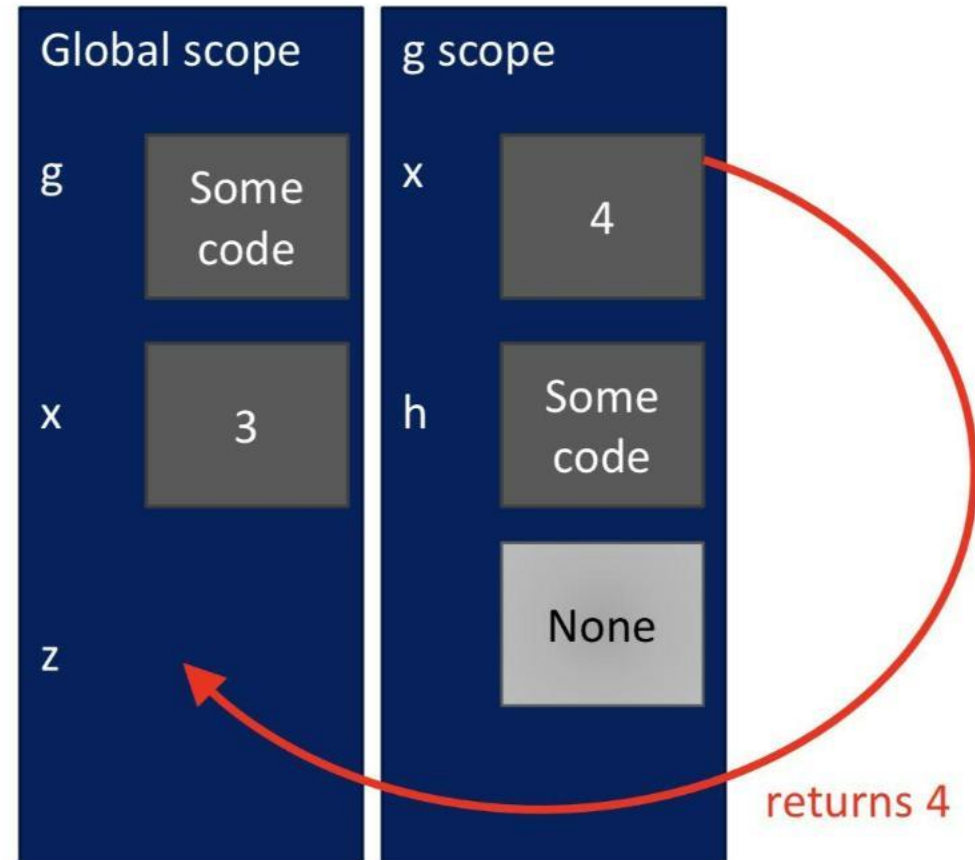 Global scope
g
Some
code
x
3
z
g scope
x
4
h
Some
code
None
returns 4